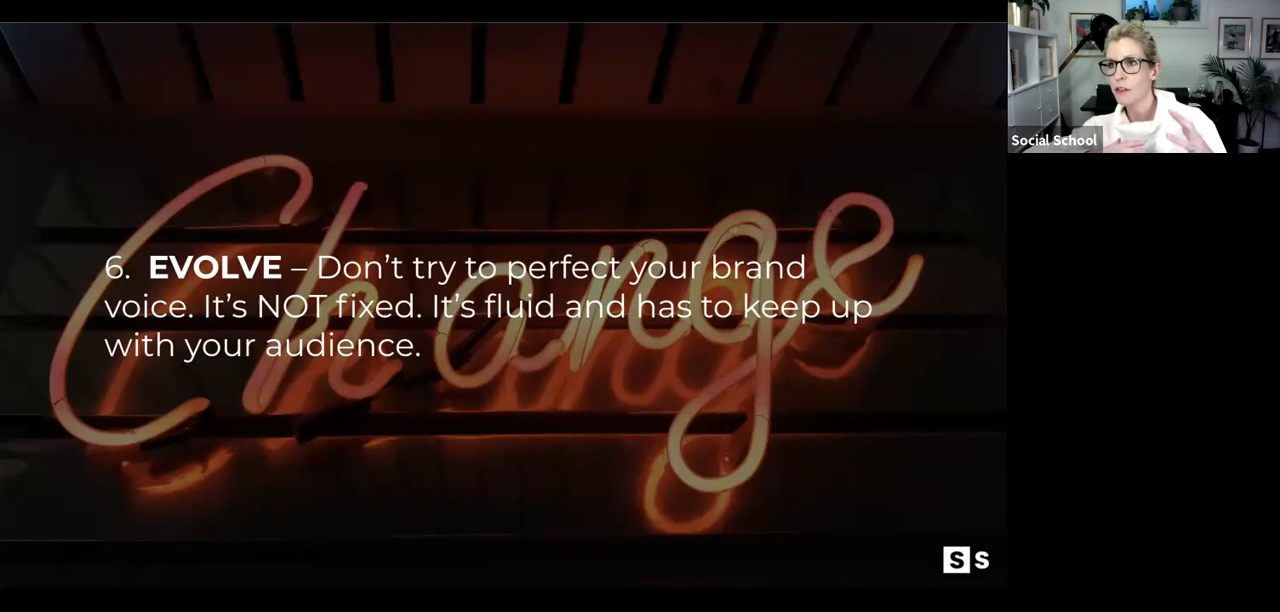 Change
6. EVOLVE – Don't try to perfect your brand
voice. It's NOT fixed. It's fluid and has to keep up
with your audience.
Social School
S S